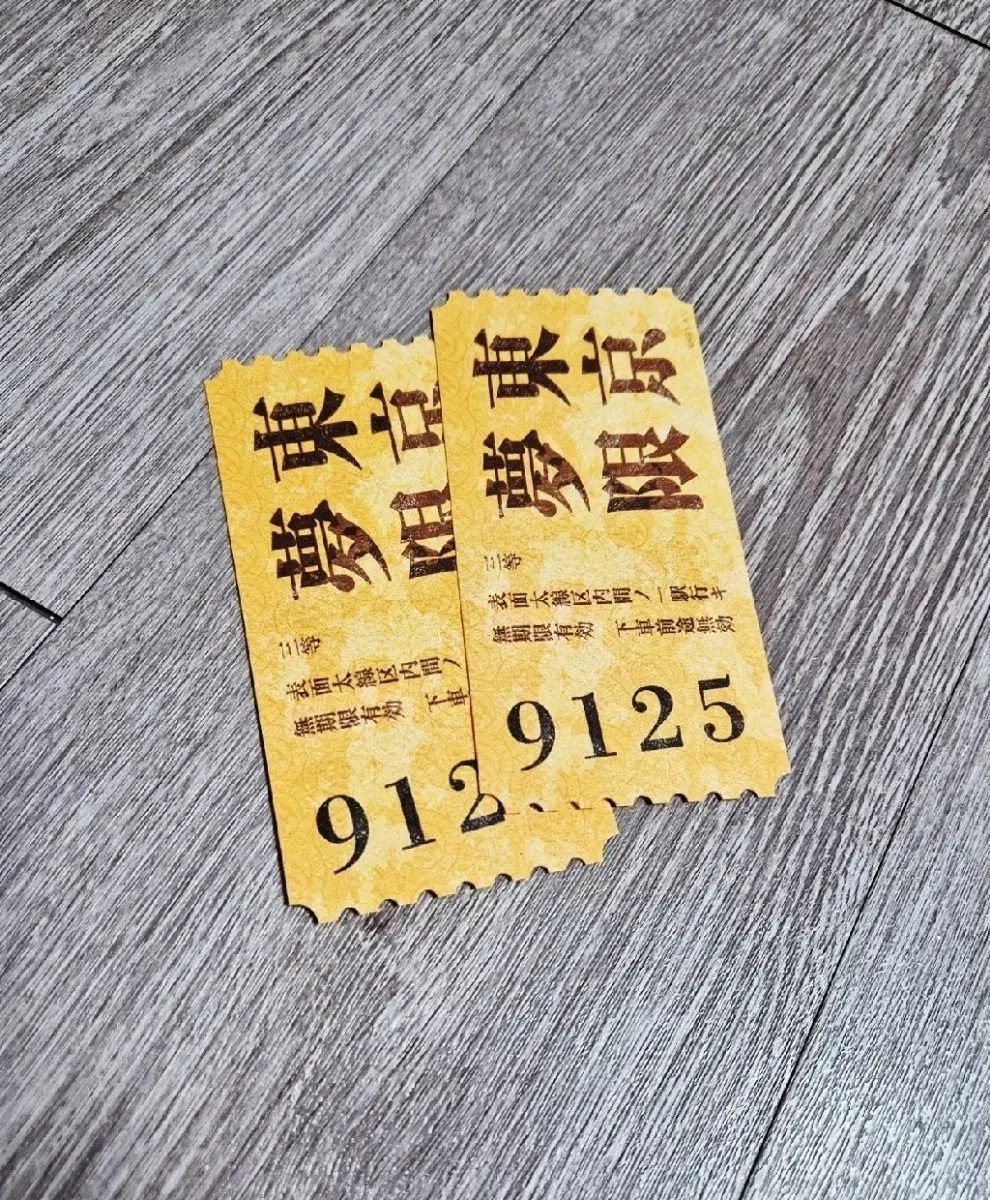 東京
夢限
三等
表面太線区内間ノ
無期限有効 下車
912
東京
夢限
三等
表面太線区内間ノ一駅行キ
無期限有効 下車前途無効
9125